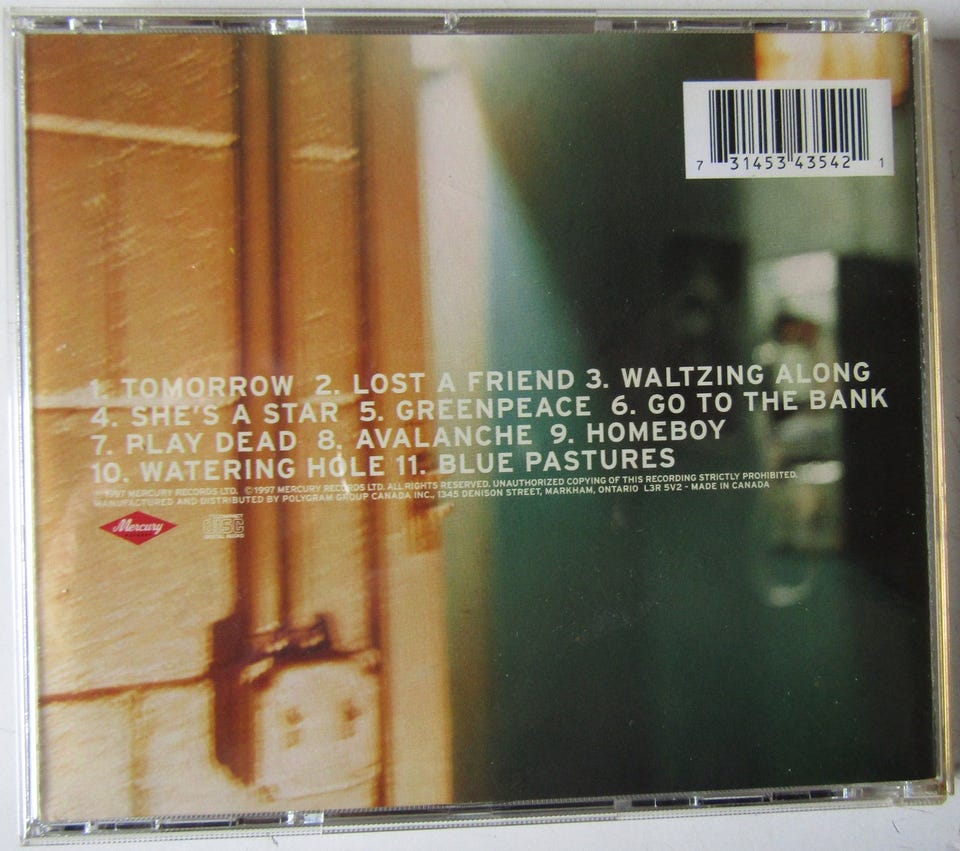 7 31453 43542 1
1. TOMORROW 2. LOST A FRIEND 3. WALTZING ALONG
4. SHE'S A STAR 5. GREENPEACE 6. GO TO THE BANK
7. PLAY DEAD 8. AVALANCHE 9. HOMEBOY
10. WATERING HOLE 11. BLUE PASTURES
℗ 1997 MERCURY RECORDS LTD. ©1997 MERCURY RECORDS LTD. ALL RIGHTS RESERVED. UNAUTHORIZED COPYING OF THIS RECORDING STRICTLY PROHIBITED.
MANUFACTURED AND DISTRIBUTED BY POLYGRAM GROUP CANADA INC., 1345 DENISON STREET, MARKHAM, ONTARIO L3R 5V2 - MADE IN CANADA
Mercury
disc
DIGITAL AUDIO